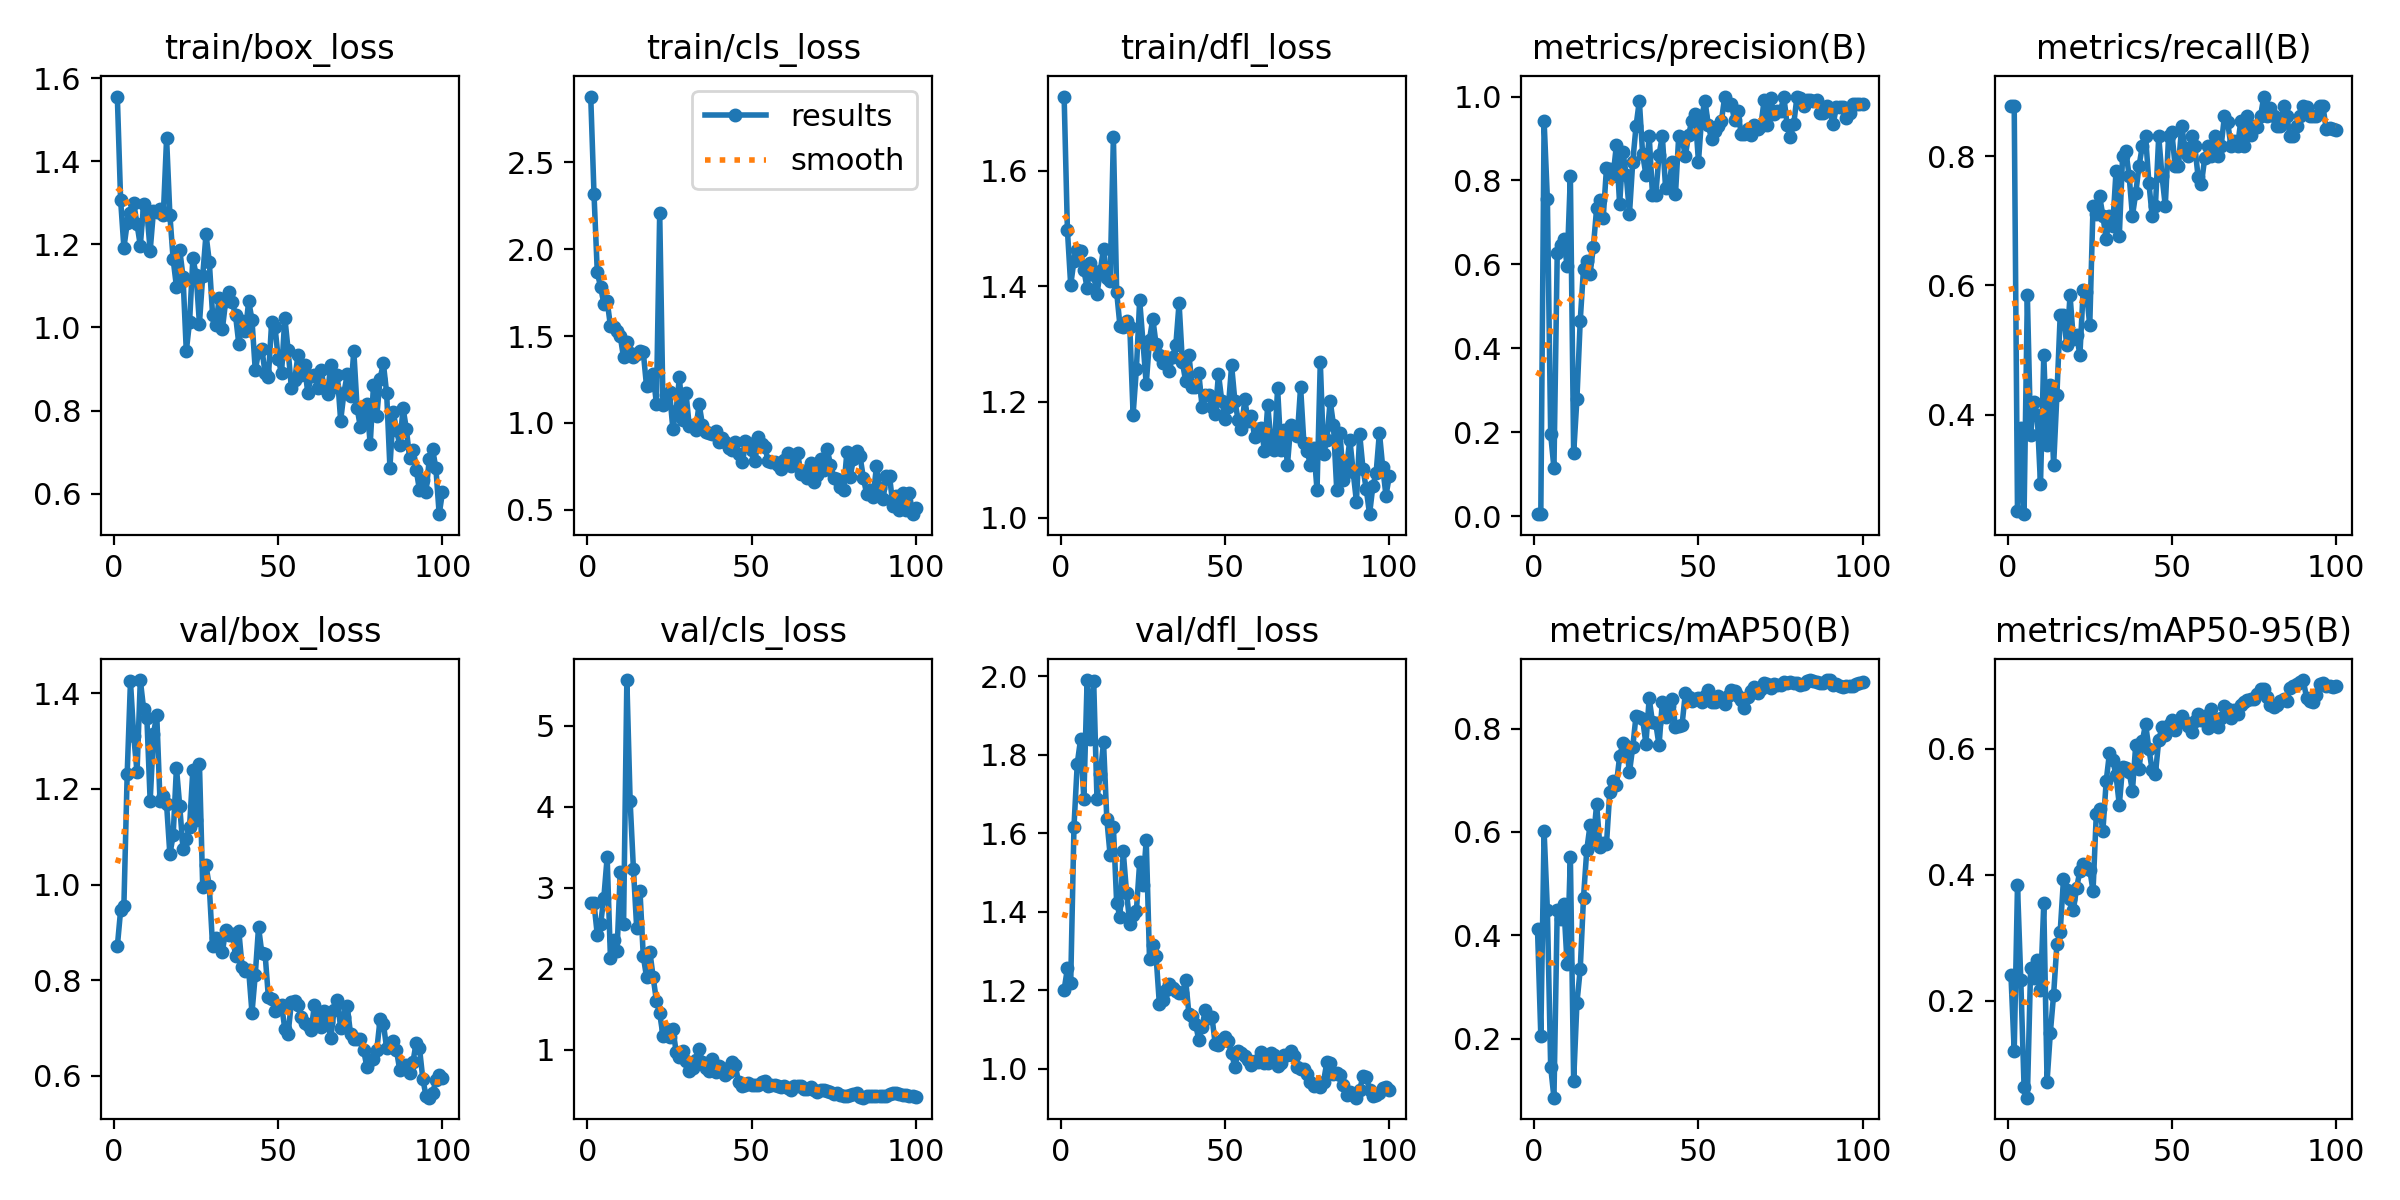 train/box_loss
1.6
1.4
1.2
1.0
0.8
0.6
0 50 100
train/cls_loss
results
smooth
2.5
2.0
1.5
1.0
0.5
0 50 100
train/dfl_loss
1.6
1.4
1.2
1.0
0 50 100
metrics/precision(B)
1.0
0.8
0.6
0.4
0.2
0.0
0 50 100
metrics/recall(B)
0.8
0.6
0.4
0 50 100
val/box_loss
1.4
1.2
1.0
0.8
0.6
0 50 100
val/cls_loss
5
4
3
2
1
0 50 100
val/dfl_loss
2.0
1.8
1.6
1.4
1.2
1.0
0 50 100
metrics/mAP50(B)
0.8
0.6
0.4
0.2
0 50 100
metrics/mAP50-95(B)
0.6
0.4
0.2
0 50 100